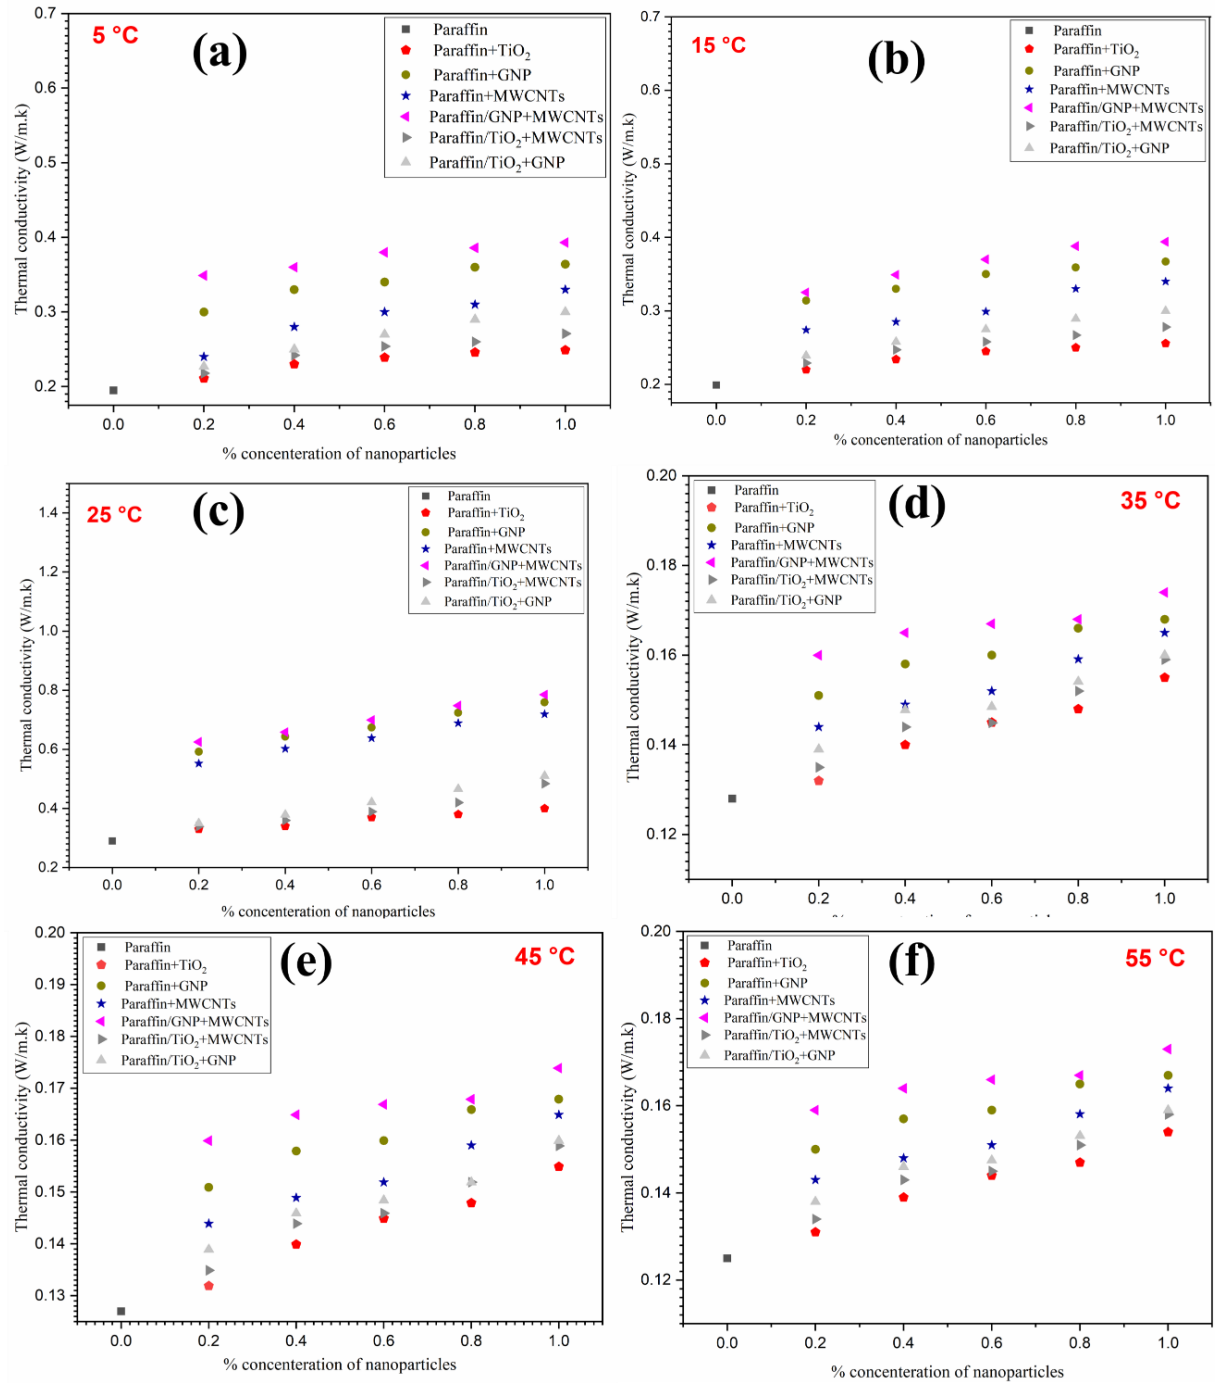 5 °C
(a)
Paraffin
Paraffin+TiO2
Paraffin+GNP
Paraffin+MWCNTs
Paraffin/GNP+MWCNTs
Paraffin/TiO2+MWCNTs
Paraffin/TiO2+GNP
Thermal conductivity (W/m.k)
0.7
0.6
0.5
0.4
0.3
0.2
0.0 0.2 0.4 0.6 0.8 1.0
% concenteration of nanoparticles
15 °C
(b)
Paraffin
Paraffin+TiO2
Paraffin+GNP
Paraffin+MWCNTs
Paraffin/GNP+MWCNTs
Paraffin/TiO2+MWCNTs
Paraffin/TiO2+GNP
Thermal conductivity (W/m.k)
0.7
0.6
0.5
0.4
0.3
0.2
0.0 0.2 0.4 0.6 0.8 1.0
% concenteration of nanoparticles
25 °C
(c)
Paraffin
Paraffin+TiO2
Paraffin+GNP
Paraffin+MWCNTs
Paraffin/GNP+MWCNTs
Paraffin/TiO2+MWCNTs
Paraffin/TiO2+GNP
Thermal conductivity (W/m.k)
1.4
1.2
1.0
0.8
0.6
0.4
0.2
0.0 0.2 0.4 0.6 0.8 1.0
% concenteration of nanoparticles
35 °C
(d)
Paraffin
Paraffin+TiO2
Paraffin+GNP
Paraffin+MWCNTs
Paraffin/GNP+MWCNTs
Paraffin/TiO2+MWCNTs
Paraffin/TiO2+GNP
Thermal conductivity (W/m.k)
0.20
0.18
0.16
0.14
0.12
0.0 0.2 0.4 0.6 0.8 1.0
45 °C
(e)
Paraffin
Paraffin+TiO2
Paraffin+GNP
Paraffin+MWCNTs
Paraffin/GNP+MWCNTs
Paraffin/TiO2+MWCNTs
Paraffin/TiO2+GNP
Thermal conductivity (W/m.k)
0.20
0.19
0.18
0.17
0.16
0.15
0.14
0.13
0.0 0.2 0.4 0.6 0.8 1.0
% concenteration of nanoparticles
55 °C
(f)
Paraffin
Paraffin+TiO2
Paraffin+GNP
Paraffin+MWCNTs
Paraffin/GNP+MWCNTs
Paraffin/TiO2+MWCNTs
Paraffin/TiO2+GNP
Thermal conductivity (W/m.k)
0.20
0.18
0.16
0.14
0.12
0.0 0.2 0.4 0.6 0.8 1.0
% concenteration of nanoparticles